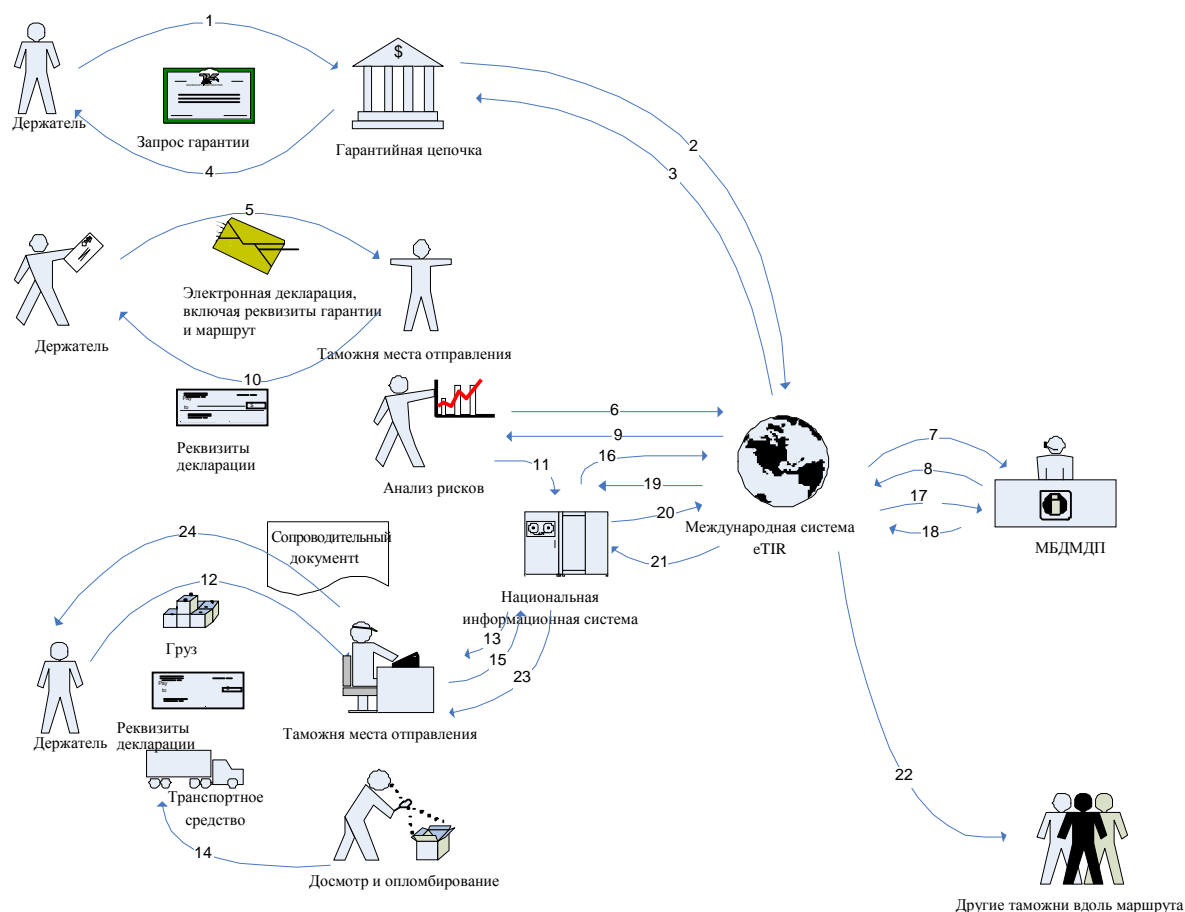 1
$
Держатель
Запрос гарантии
Гарантийная цепочка
2
3
4
5
Электронная декларация,
включая реквизиты гарантии
и маршрут
Держатель
Таможня места отправления
10
Реквизиты
декларации
Анализ рисков
6
9
7
8
11
16
19
17
18
20
21
Международная система
eTIR
МБДМДП
24
Сопроводительный
документt
12
Груз
Национальная
информационная система
13
15
23
Pay
to
Держатель
Реквизиты
декларации
Таможня места отправления
Транспортное
средство
14
Досмотр и опломбирование
22
Другие таможни вдоль маршрута